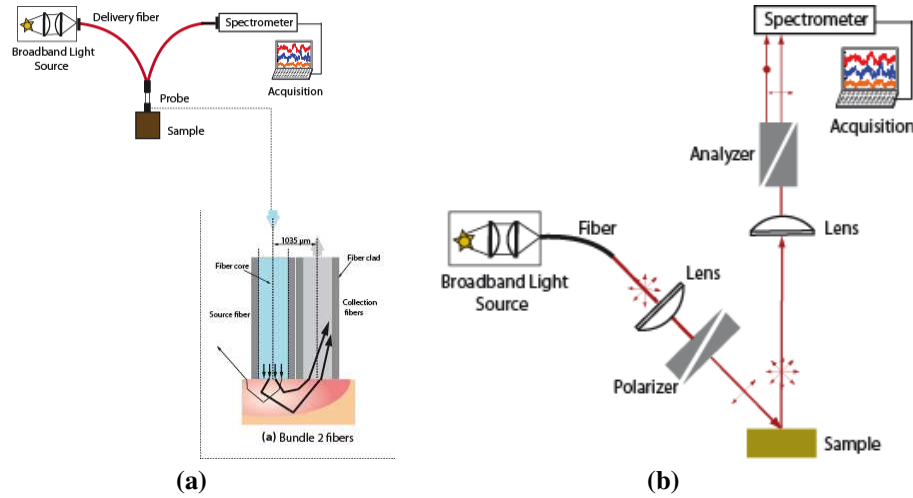 Delivery fiber
Spectrometer
Broadband Light
Source
Acquisition
Probe
Sample
1035 µm
Fiber core
Fiber clad
Source fiber
Collection
fibers
(a) Bundle 2 fibers
(a)
Spectrometer
Acquisition
Analyzer
Lens
Fiber
Broadband Light
Source
Lens
Polarizer
Sample
(b)